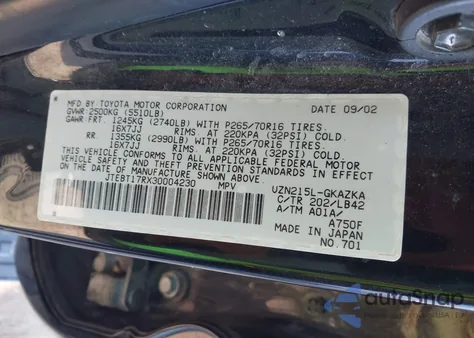 MFD. BY TOYOTA MOTOR CORPORATION DATE 09/02
GVWR 2500KG (5510LB)
GAWR FRT. 1245KG (2740LB) WITH P265/70R16 TIRES.
16X7JJ RIMS. AT 220KPA (32PSI) COLD.
RR. 1355KG (2990LB) WITH P265/70R16 TIRES.
16X7JJ RIMS. AT 220KPA (32PSI) COLD.
THIS VEHICLE CONFORMS TO ALL APPLICABLE FEDERAL MOTOR
VEHICLE SAFETY AND THEFT PREVENTION STANDARDS IN EFFECT
ON THE DATE OF MANUFACTURE SHOWN ABOVE.
JTEBT17RX30004230 MPV UZN215L-GKAZKA
C/TR 202/LB42
A/TM A01A/
A750F
MADE IN JAPAN
NO.701
autoSnap